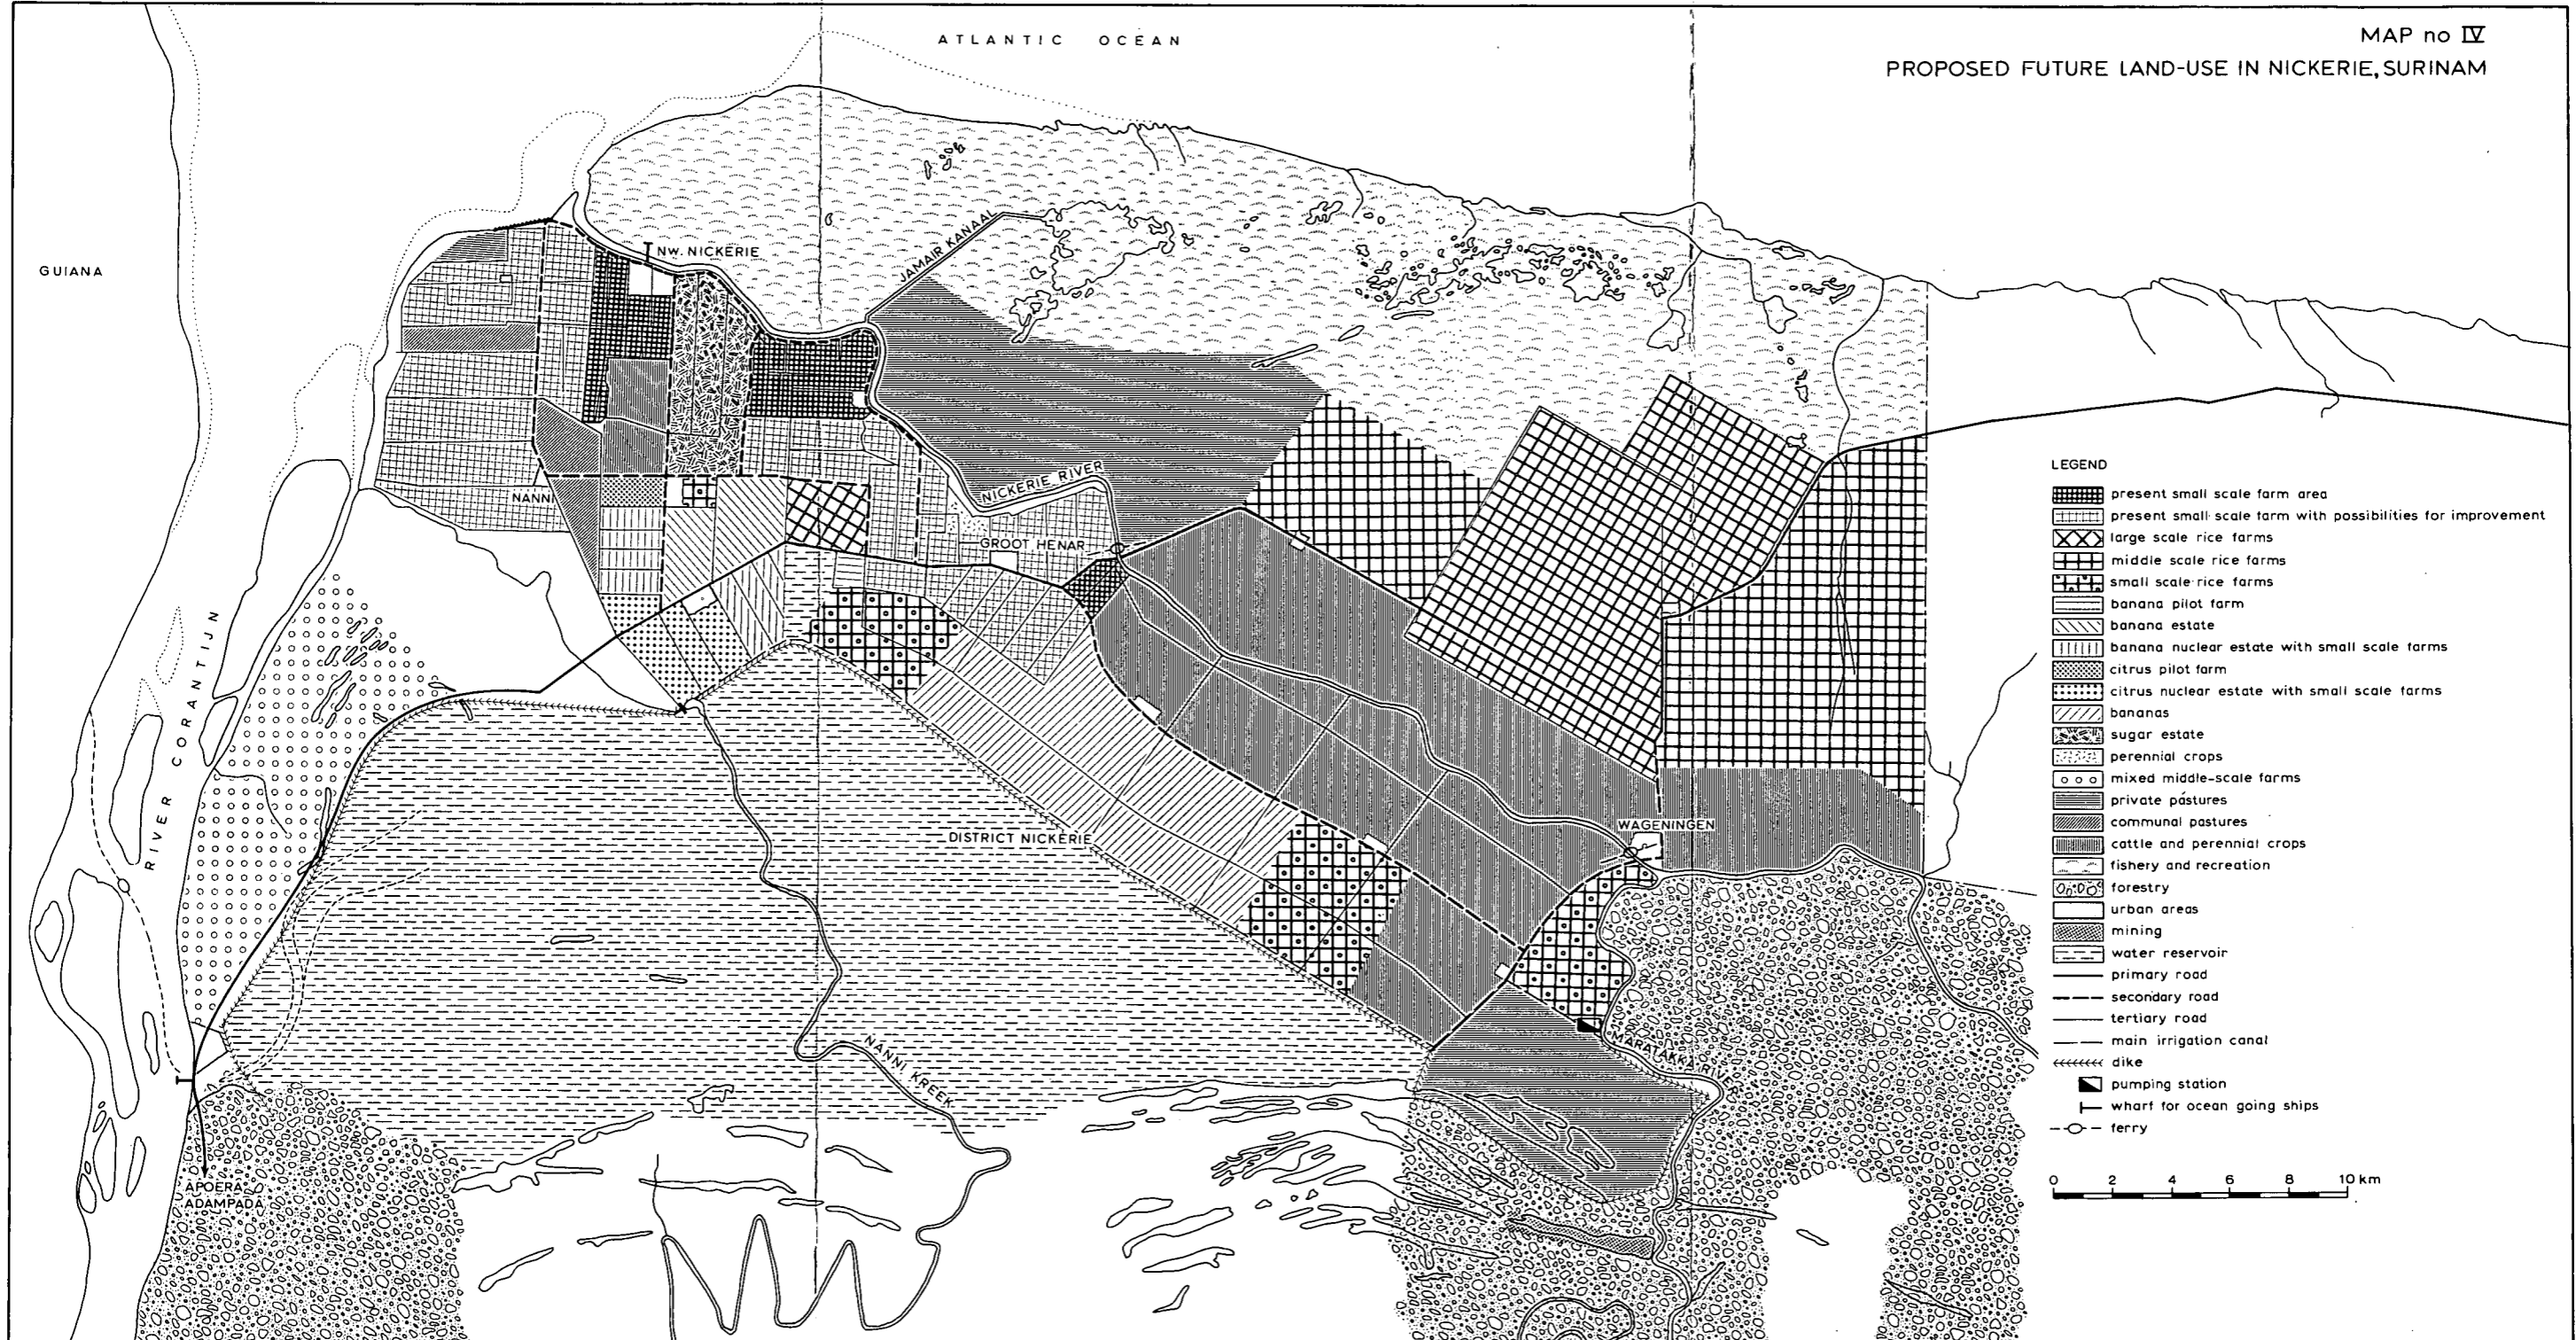 MAP no IV
PROPOSED FUTURE LAND-USE IN NICKERIE, SURINAM
ATLANTIC OCEAN
GUIANA
NW. NICKERIE
JAMAIR KANAAL
NICKERIE RIVER
NANNI
GROOT HENAR
RIVER CORANTIJN
DISTRICT NICKERIE
WAGENINGEN
NANNI KREEK
MARATAKKA RIVER
APOERA
ADAMPADA
LEGEND
present small scale farm area
present small scale farm with possibilities for improvement
large scale rice farms
middle scale rice farms
small scale rice farms
banana pilot farm
banana estate
banana nuclear estate with small scale farms
citrus pilot farm
citrus nuclear estate with small scale farms
bananas
sugar estate
perennial crops
mixed middle-scale farms
private pastures
communal pastures
cattle and perennial crops
fishery and recreation
forestry
urban areas
mining
water reservoir
primary road
secondary road
tertiary road
main irrigation canal
dike
pumping station
wharf for ocean going ships
ferry
0 2 4 6 8 10 km